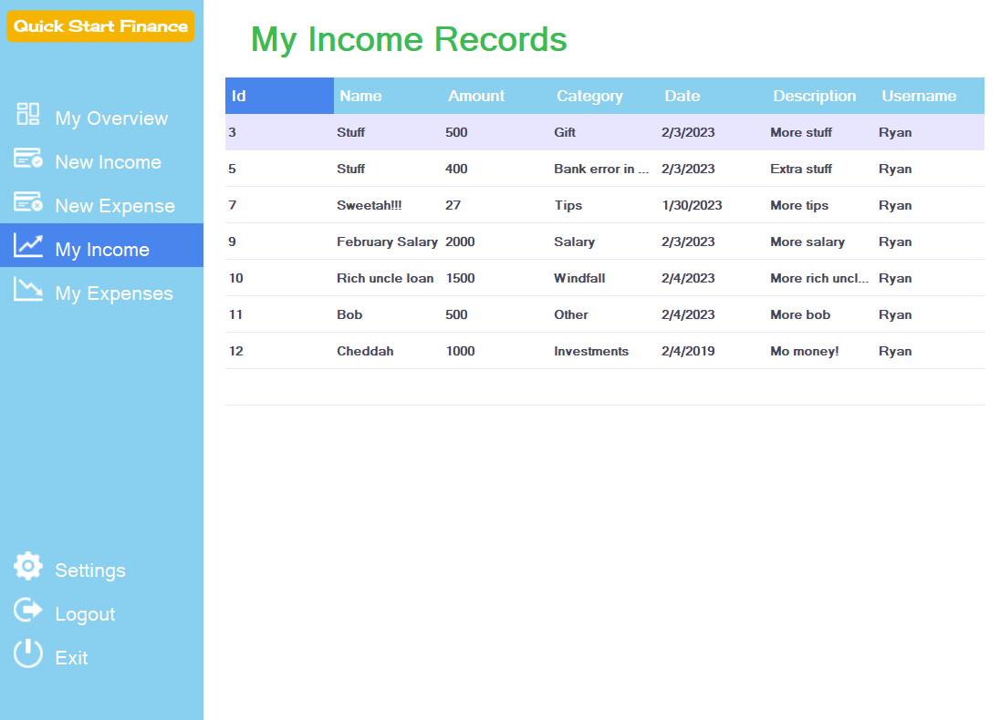 Quick Start Finance
My Overview
New Income
New Expense
My Income
My Expenses
Settings
Logout
Exit
My Income Records
Id Name Amount Category Date Description Username
3 Stuff 500 Gift 2/3/2023 More stuff Ryan
5 Stuff 400 Bank error in ... 2/3/2023 Extra stuff Ryan
7 Sweetah!!! 27 Tips 1/30/2023 More tips Ryan
9 February Salary 2000 Salary 2/3/2023 More salary Ryan
10 Rich uncle loan 1500 Windfall 2/4/2023 More rich uncl... Ryan
11 Bob 500 Other 2/4/2023 More bob Ryan
12 Cheddah 1000 Investments 2/4/2019 Mo money! Ryan